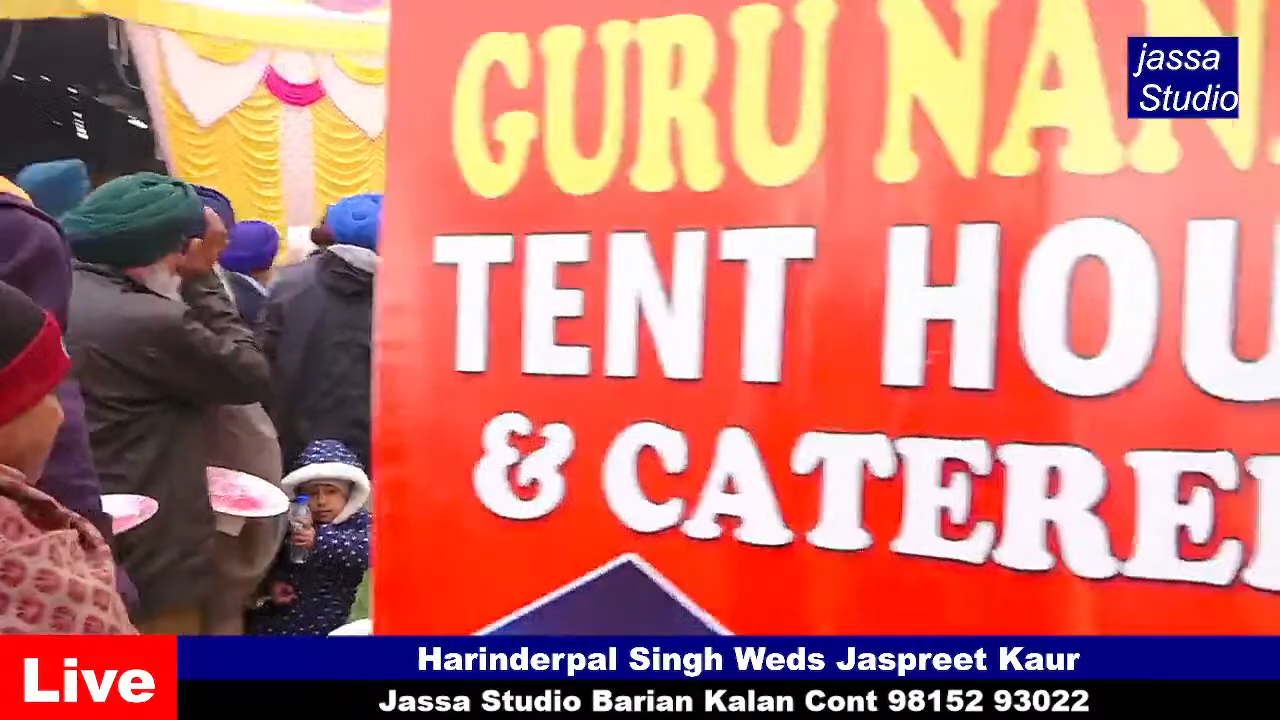 GURU NAN
TENT HOU
& CATERE
jassa
Studio
Live
Harinderpal Singh Weds Jaspreet Kaur
Jassa Studio Barian Kalan Cont 98152 93022